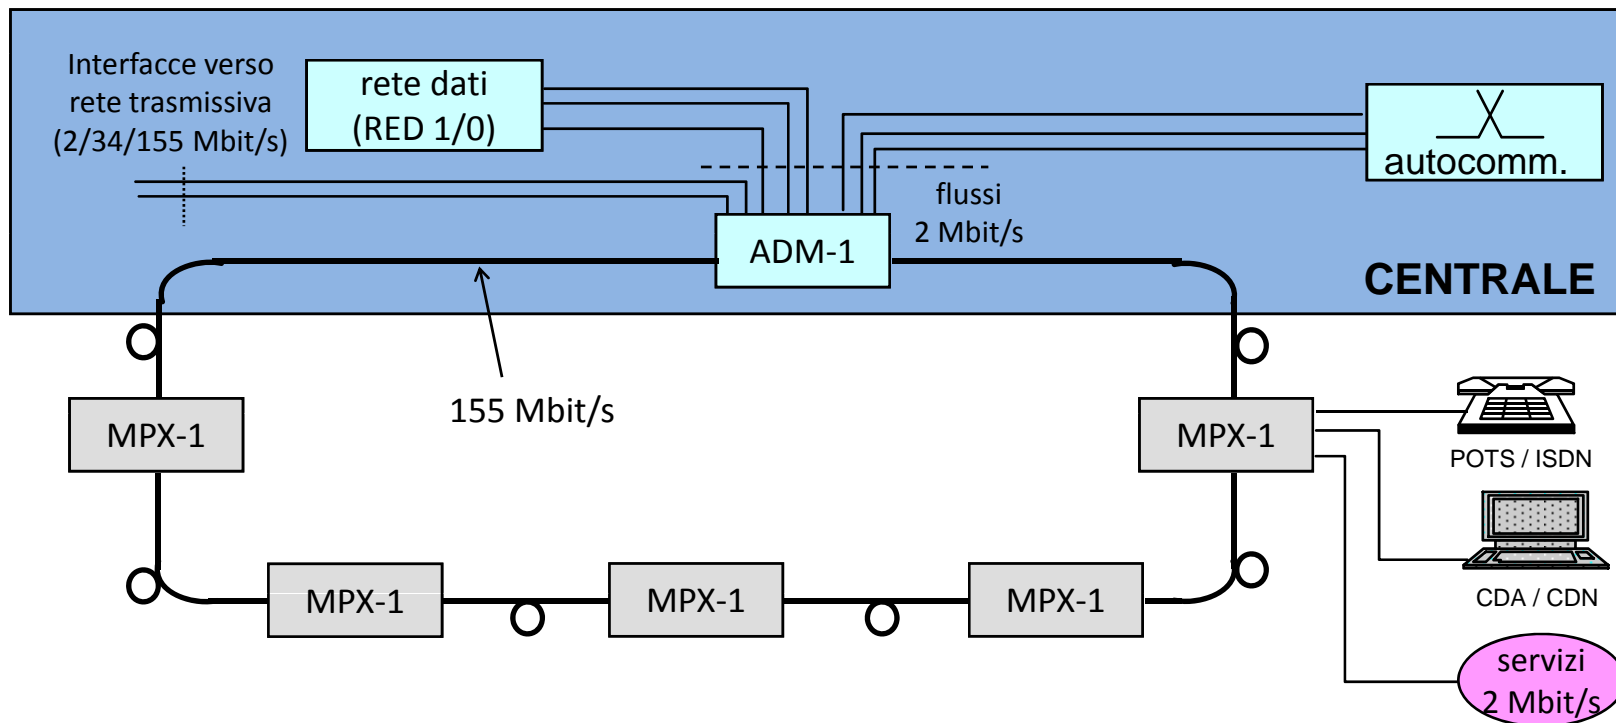 Interfacce verso
rete trasmissiva
(2/34/155 Mbit/s)
rete dati
(RED 1/0)
autocomm.
flussi
2 Mbit/s
ADM-1
CENTRALE
155 Mbit/s
MPX-1
MPX-1
POTS / ISDN
MPX-1
MPX-1
MPX-1
CDA / CDN
servizi
2 Mbit/s